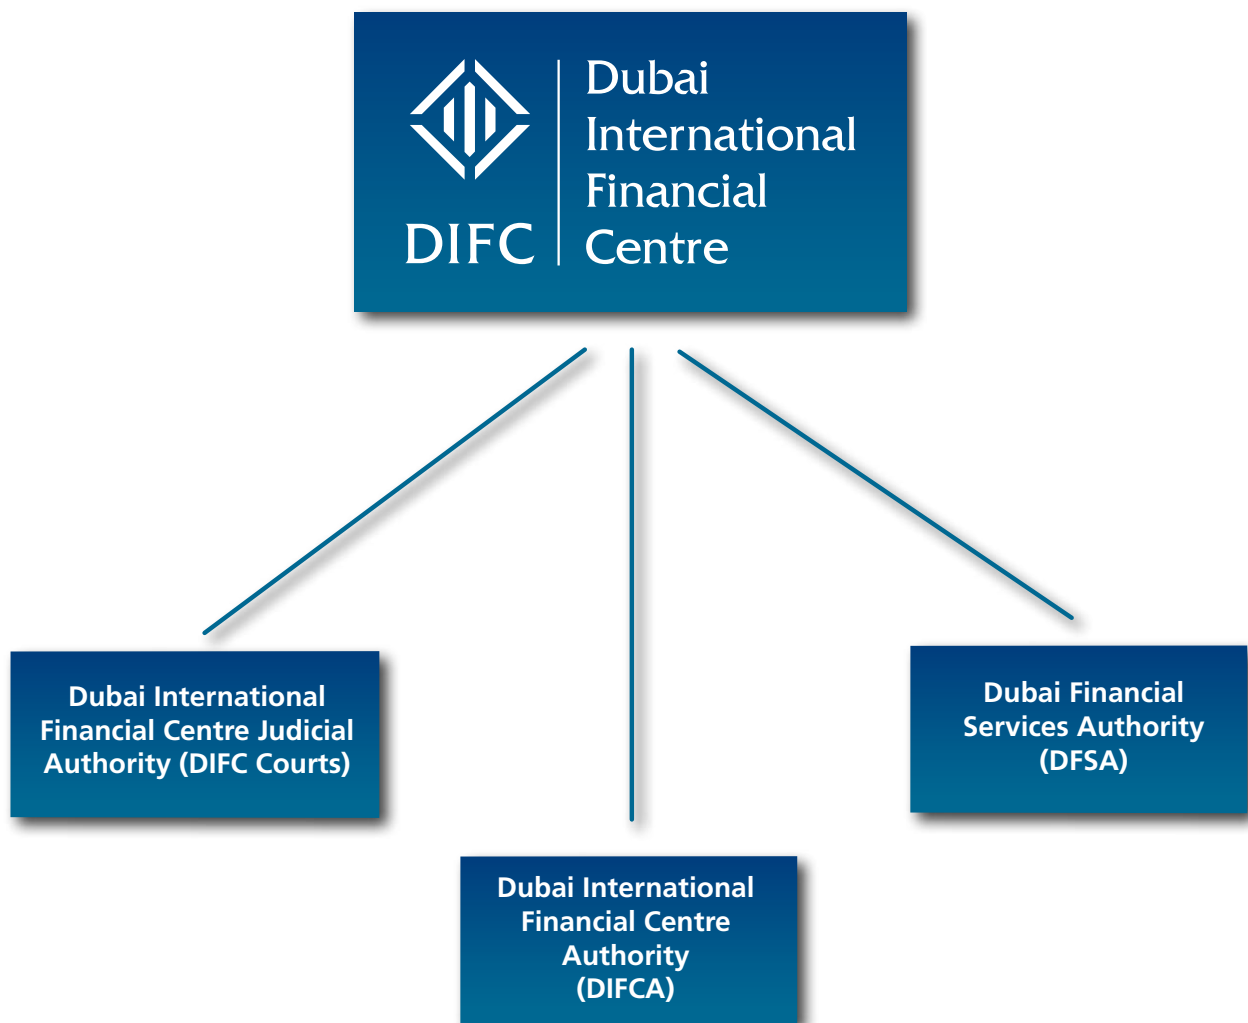 DIFC
Dubai
International
Financial
Centre
Dubai International
Financial Centre Judicial
Authority (DIFC Courts)
Dubai Financial
Services Authority
(DFSA)
Dubai International
Financial Centre
Authority
(DIFCA)